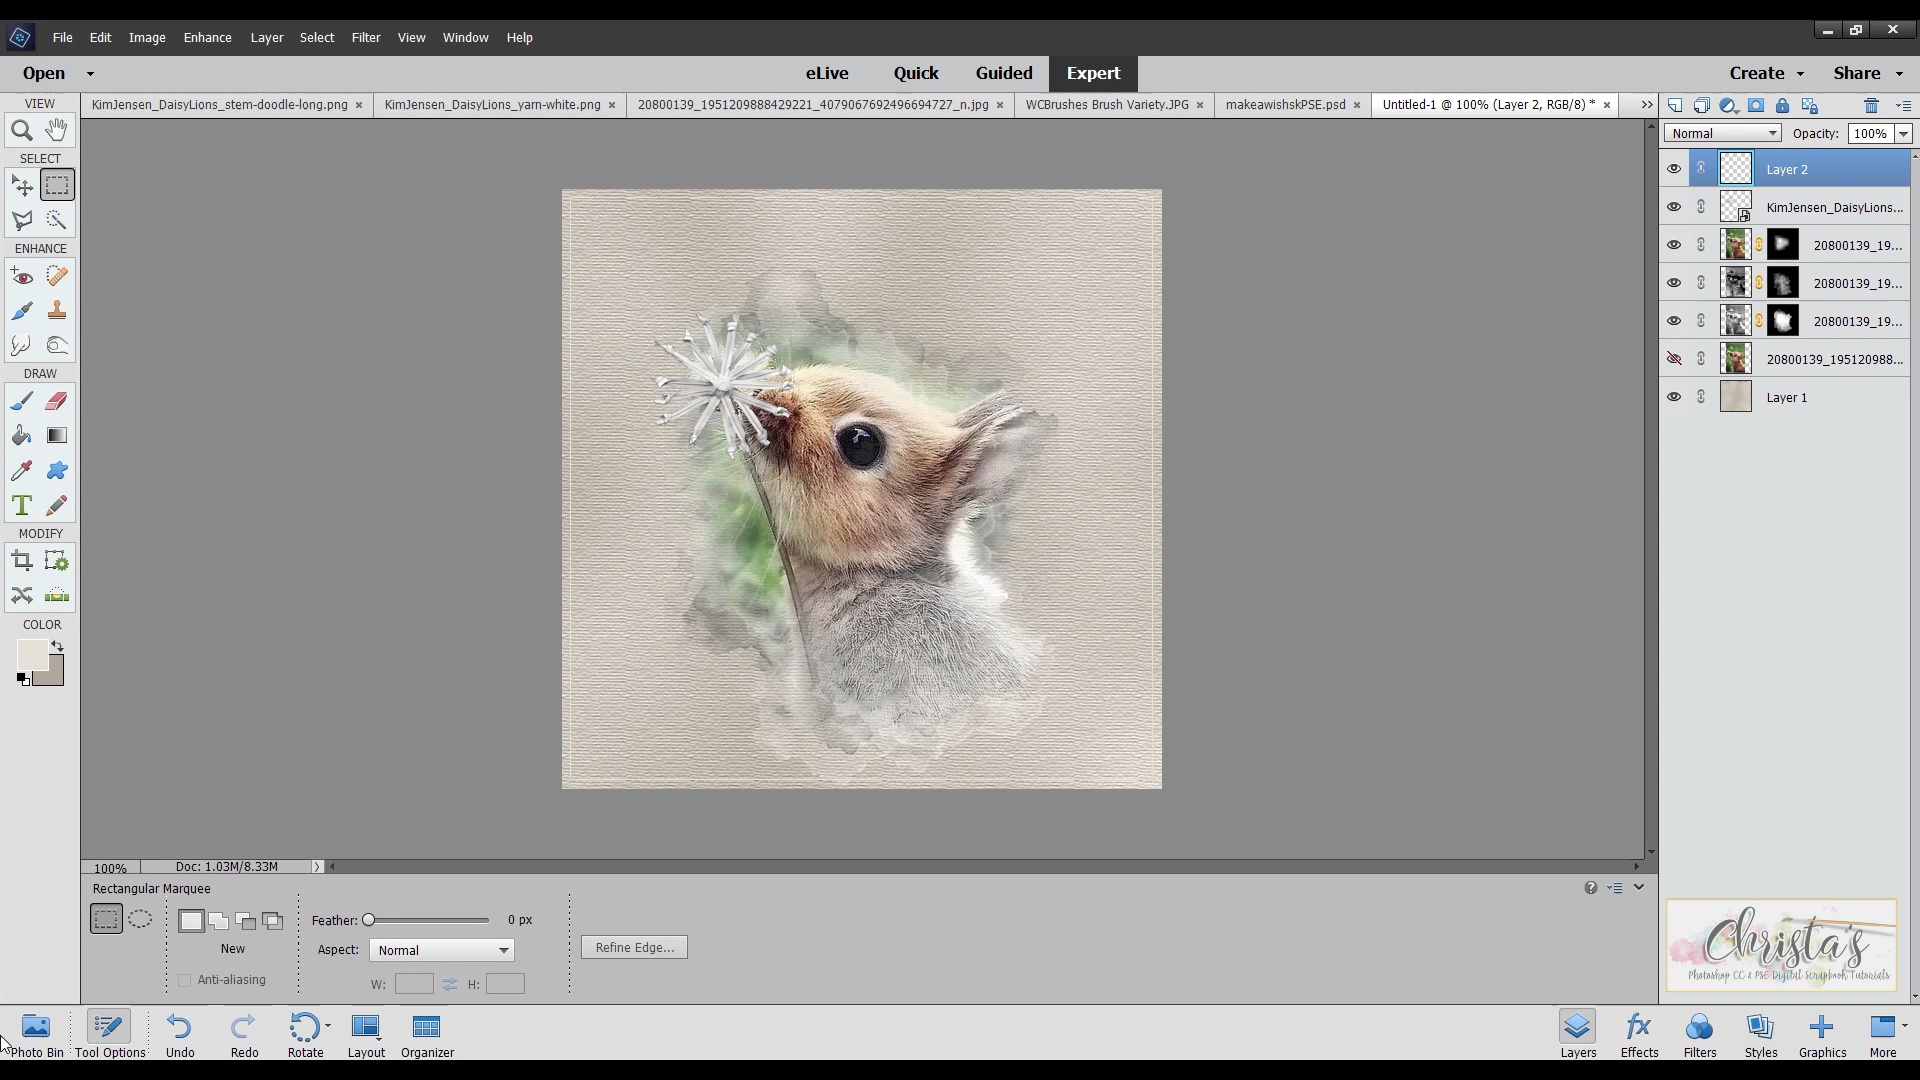 File Edit Image Enhance Layer Select Filter View Window Help
Open eLive Quick Guided Expert Create Share
VIEW
KimJensen_DaisyLions_stem-doodle-long.png × KimJensen_DaisyLions_yarn-white.png × 20800139_1951209888429221_4079067692496694727_n.jpg × WCBrushes Brush Variety.JPG × makeawishskPSE.psd × Untitled-1 @ 100% (Layer 2, RGB/8) * × >>
Normal Opacity: 100%
SELECT
Layer 2
KimJensen_DaisyLions...
ENHANCE
20800139_19...
20800139_19...
20800139_19...
20800139_195120988...
DRAW
Layer 1
T
MODIFY
COLOR
100% Doc: 1.03M/8.33M
Rectangular Marquee
Feather: 0 px
New
Aspect: Normal
Refine Edge...
Anti-aliasing
W: H:
Christa's
Photoshop CC & PSE Digital Scrapbook Tutorials
fx
Photo Bin Tool Options Undo Redo Rotate Layout Organizer Layers Effects Filters Styles Graphics More